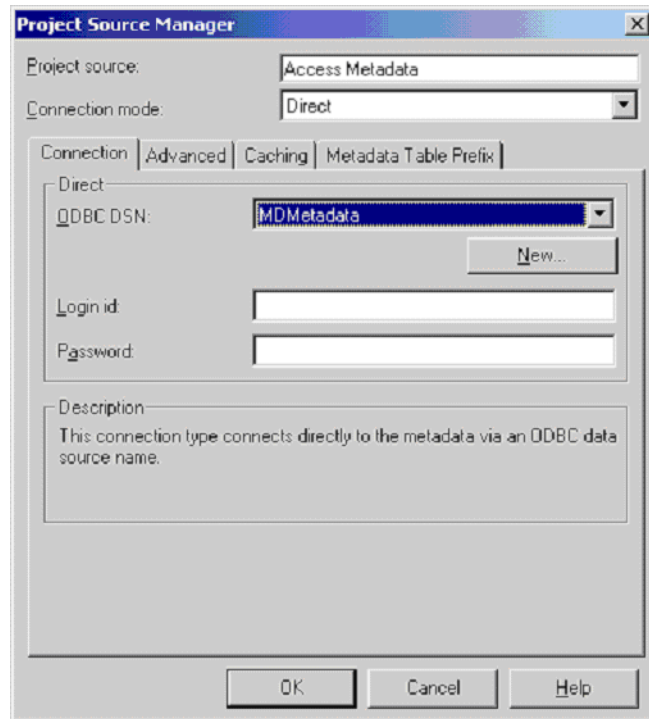 Project Source Manager
Project source: Access Metadata
Connection mode: Direct
Connection Advanced Caching Metadata Table Prefix
Direct
ODBC DSN: MDMetadata
New...
Login id:
Password:
Description
This connection type connects directly to the metadata via an ODBC data
source name.
OK Cancel Help